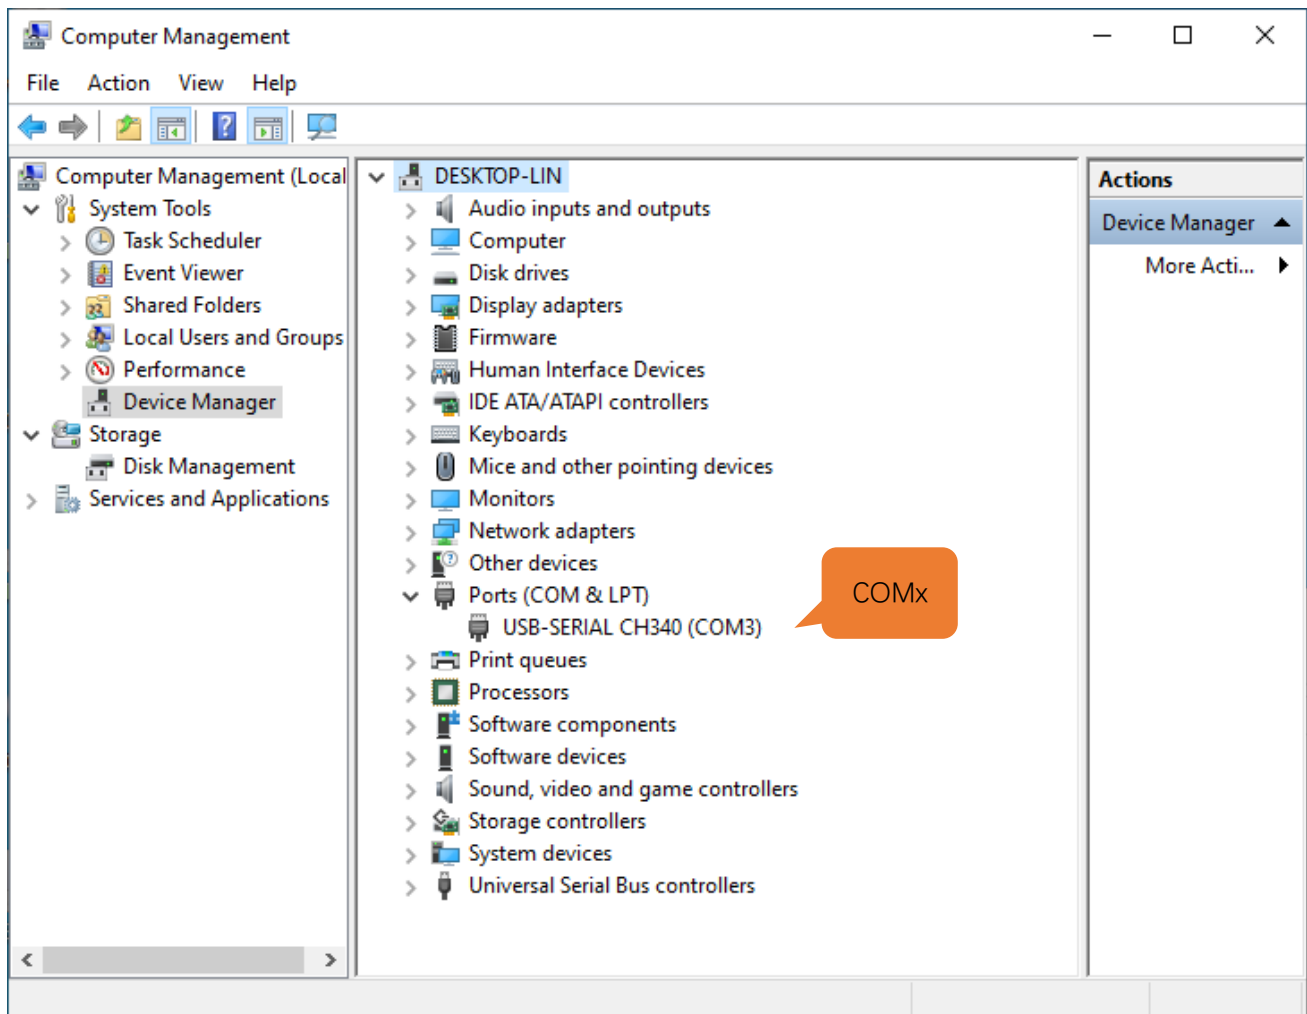 Computer Management
File Action View Help
Computer Management (Local
System Tools
Task Scheduler
Event Viewer
Shared Folders
Local Users and Groups
Performance
Device Manager
Storage
Disk Management
Services and Applications
DESKTOP-LIN
Audio inputs and outputs
Computer
Disk drives
Display adapters
Firmware
Human Interface Devices
IDE ATA/ATAPI controllers
Keyboards
Mice and other pointing devices
Monitors
Network adapters
Other devices
Ports (COM & LPT)
USB-SERIAL CH340 (COM3)
COMx
Print queues
Processors
Software components
Software devices
Sound, video and game controllers
Storage controllers
System devices
Universal Serial Bus controllers
Actions
Device Manager
More Acti...